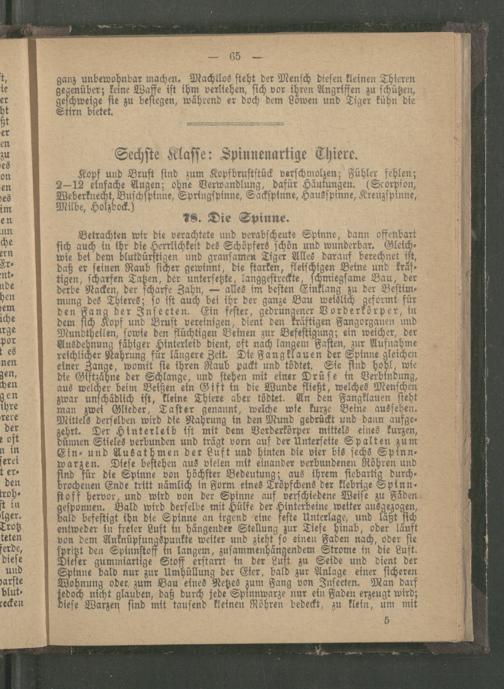 — 65 —
ganz unbewohnbar machen. Machtlos steht der Mensch diesen kleinen Thieren
gegenüber; keine Waffe ist ihm verliehen, sich vor ihren Angriffen zu schützen,
geschweige sie zu besiegen, während er doch dem Löwen und Tiger kühn die
Stirn bietet.
Sechste Klasse: Spinnenartige Thiere.
Kopf und Brust sind zum Kopfbruststück verschmolzen; Fühler fehlen;
2—12 einfache Augen; ohne Verwandlung, dafür Häutungen. (Scorpion,
Weberknecht, Buschspinne, Springspinne, Sackspinne, Hausspinne, Kreuzspinne,
Milbe, Holzbock.)
78. Die Spinne.
Betrachten wir die verachtete und verabscheute Spinne, dann offenbart
sich auch in ihr die Herrlichkeit des Schöpfers schön und wunderbar. Gleich-
wie bei dem blutdürstigen und grausamen Tiger Alles darauf berechnet ist,
daß er seinen Raub sicher gewinnt, die starken, fleischigen Beine und kräf-
tigen, scharfen Tatzen, der untersetzte, langgestreckte, schmiegsame Bau, der
derbe Nacken, der scharfe Zahn, — alles im besten Einklang zu der Bestim-
mung des Thieres; so ist auch bei ihr der ganze Bau weislich geformt für
den Fang der Insecten. Ein fester, gedrungener Vorderkörper, in
dem sich Kopf und Brust vereinigen, dient den kräftigen Fangorganen und
Mundtheilen, sowie den flüchtigen Beinen zur Befestigung; ein weicher, der
Ausdehnung fähiger Hinterleib dient, oft nach langem Fasten, zur Aufnahme
reichlicher Nahrung für längere Zeit. Die Fangklauen der Spinne gleichen
einer Zange, womit sie ihren Raub packt und tödtet. Sie sind hohl, wie
die Giftzähne der Schlange, und stehen mit einer Drüse in Verbindung,
aus welcher beim Beißen ein Gift in die Wunde fließt, welches Menschen
zwar unschädlich ist, kleine Thiere aber tödtet. An den Fangklauen steht
man zwei Glieder, Taster genannt, welche wie kurze Beine aussehen.
Mittels derselben wird die Nahrung in den Mund gedrückt und dann aufge-
zehrt. Der Hinterleib ist mit dem Vorderkörper mittels eines kurzen,
dünnen Stieles verbunden und trägt vorn auf der Unterseite Spalten zum
Ein- und Ausathmen der Luft und hinten die vier bis sechs Spinn-
warzen. Diese bestehen aus vielen mit einander verbundenen Röhren und
sind für die Spinne von höchster Bedeutung; aus ihrem siebartig durch-
brochenen Ende tritt nämlich in Form eines Tröpfchens der klebrige Spinn-
stoff hervor, und wird von der Spinne auf verschiedene Weise zu Fäden
gesponnen. Bald wird derselbe mit Hülfe der Hinterbeine weiter ausgezogen,
bald befestigt ihn die Spinne an irgend eine feste Unterlage, und läßt sich
entweder in freier Luft in hängender Stellung zur Tiefe hinab, oder läuft
von dem Anknüpfungspunkte weiter und zieht so einen Faden nach, oder sie
spritzt den Spinnstoff in langem, zusammenhängendem Strome in die Luft.
Dieser gummiartige Stoff erstarrt in der Luft zu Seide und dient der
Spinne bald nur zur Umhüllung der Eier, bald zur Anlage einer sicheren
Wohnung oder zum Bau eines Netzes zum Fang von Insecten. Man darf
jedoch nicht glauben, daß durch jede Spinnwarze nur ein Faden erzeugt wird;
diese Warzen sind mit tausend kleinen Röhren bedeckt, zu klein, um mit
5